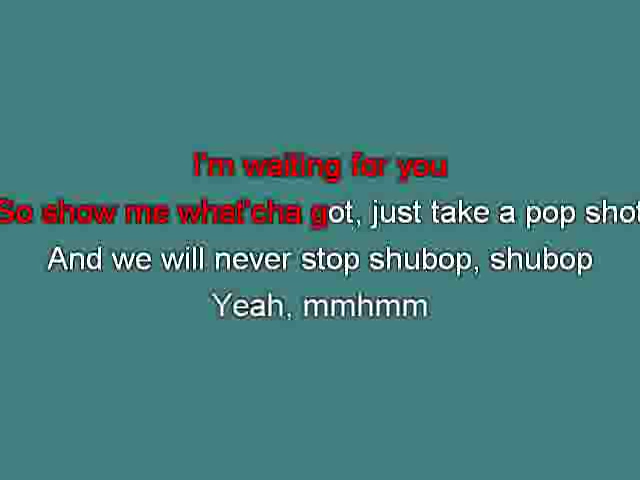 I'm waiting for you
So show me what'cha got, just take a pop shot
And we will never stop shubop, shubop
Yeah, mmhmm